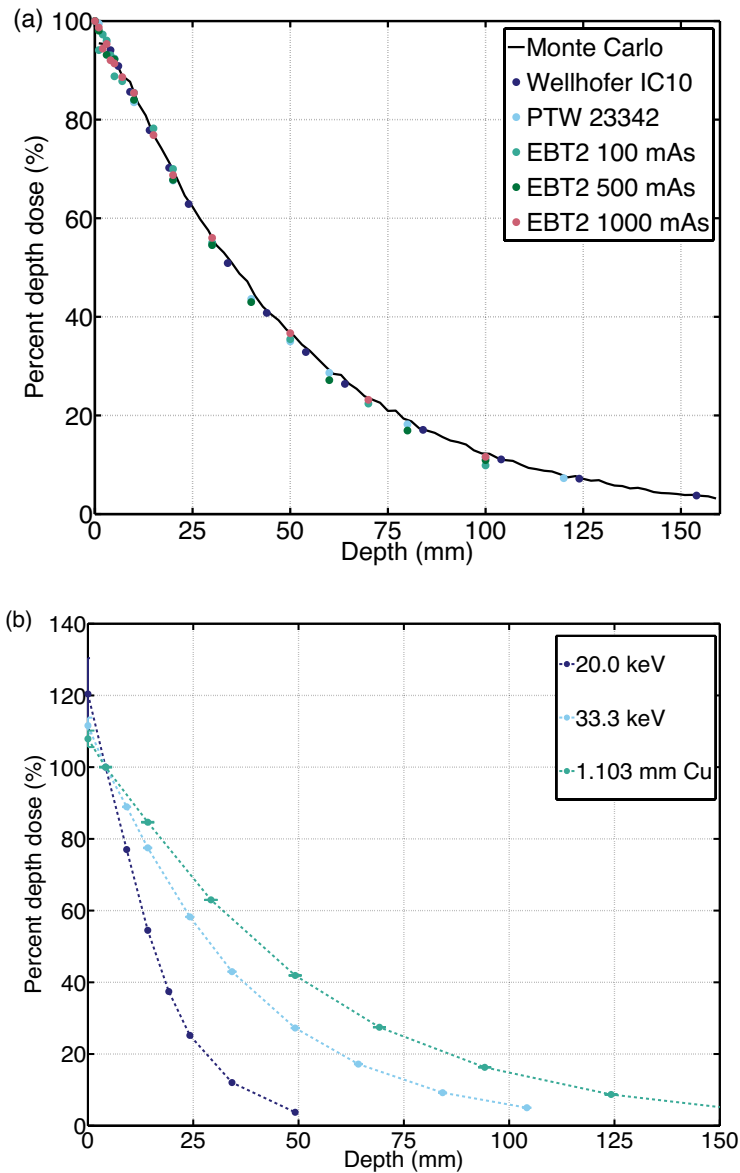 (a)
100
80
60
40
20
0
Percent depth dose (%)
Monte Carlo
Wellhofer IC10
PTW 23342
EBT2 100 mAs
EBT2 500 mAs
EBT2 1000 mAs
0 25 50 75 100 125 150
Depth (mm)
(b)
140
120
100
80
60
40
20
0
Percent depth dose (%)
20.0 keV
33.3 keV
1.103 mm Cu
0 25 50 75 100 125 150
Depth (mm)